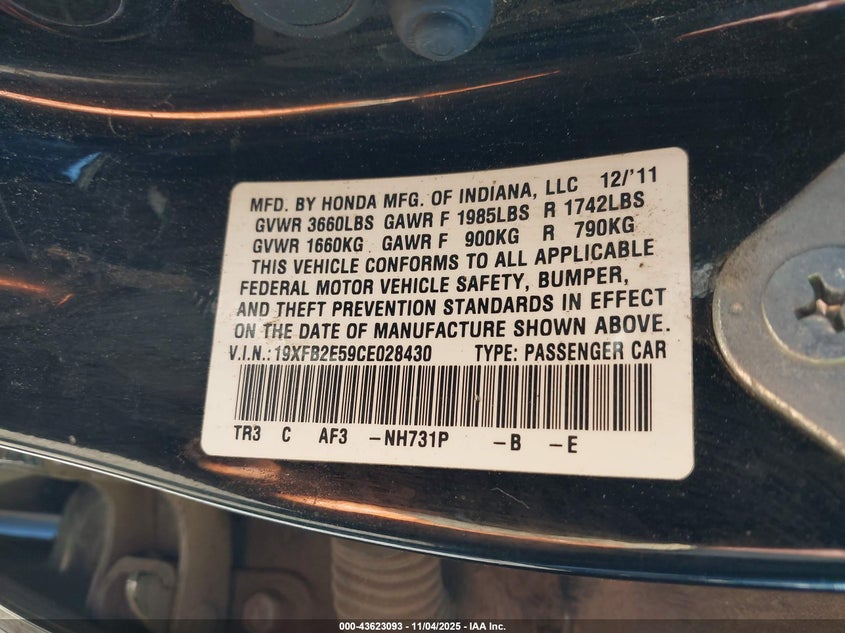 MFD. BY HONDA MFG. OF INDIANA, LLC 12/'11
GVWR 3660LBS GAWR F 1985LBS R 1742LBS
GVWR 1660KG GAWR F 900KG R 790KG
THIS VEHICLE CONFORMS TO ALL APPLICABLE
FEDERAL MOTOR VEHICLE SAFETY, BUMPER,
AND THEFT PREVENTION STANDARDS IN EFFECT
ON THE DATE OF MANUFACTURE SHOWN ABOVE.
V.I.N.: 19XFB2E59CE028430 TYPE: PASSENGER CAR
TR3 C AF3 -NH731P -B -E
000-43623093 - 11/04/2025 - IAA Inc.